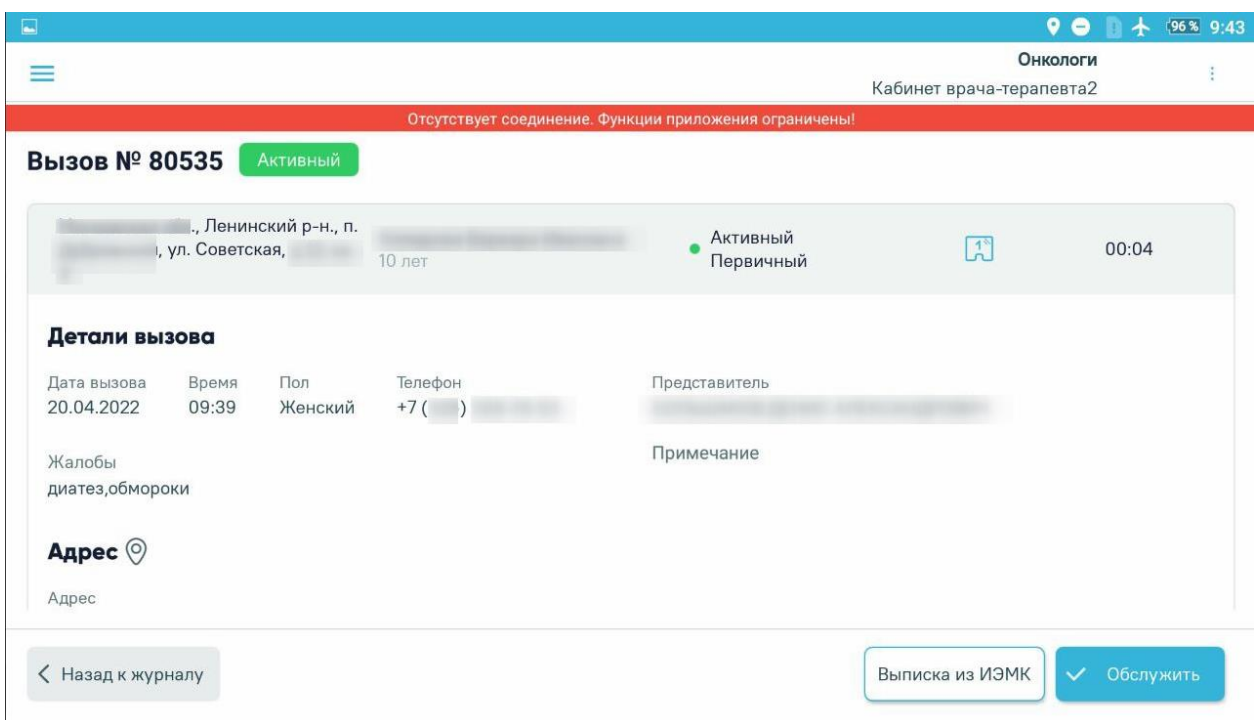 96 % 9:43
Онкологи
Кабинет врача-терапевта2
Отсутствует соединение. Функции приложения ограничены!
Вызов № 80535 Активный
., Ленинский р-н., п.
, ул. Советская,
10 лет
Активный
Первичный
1
00:04
Детали вызова
Дата вызова Время Пол Телефон Представитель
20.04.2022 09:39 Женский +7 ( )
Жалобы Примечание
диатез,обмороки
Адрес
Адрес
Назад к журналу Выписка из ИЭМК Обслужить